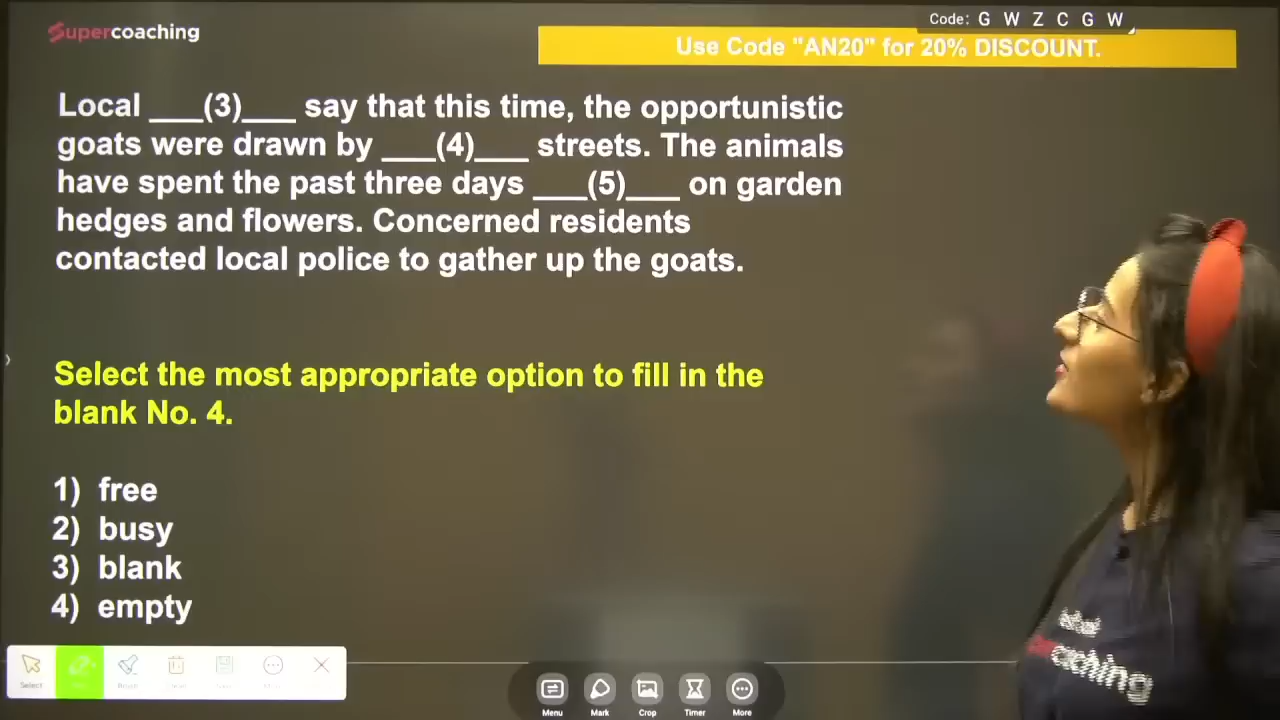 Supercoaching
Code: G W Z C G W
Use Code "AN20" for 20% DISCOUNT.
Local ___(3)___ say that this time, the opportunistic
goats were drawn by ___(4)___ streets. The animals
have spent the past three days ___(5)___ on garden
hedges and flowers. Concerned residents
contacted local police to gather up the goats.
Select the most appropriate option to fill in the
blank No. 4.
1) free
2) busy
3) blank
4) empty
Select
Menu
Mark
Crop
Timer
More